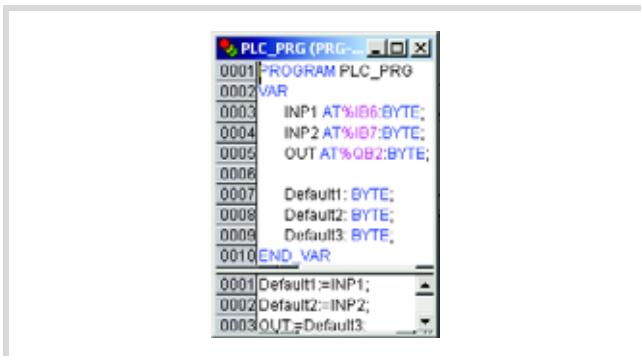 PLC_PRG (PRG-...
0001 PROGRAM PLC_PRG
0002 VAR
0003 INP1 AT%IB6:BYTE;
0004 INP2 AT%IB7:BYTE;
0005 OUT AT%QB2:BYTE;
0006
0007 Default1: BYTE;
0008 Default2: BYTE;
0009 Default3: BYTE;
0010 END_VAR
0001 Default1:=INP1;
0002 Default2:=INP2;
0003 OUT:=Default3;